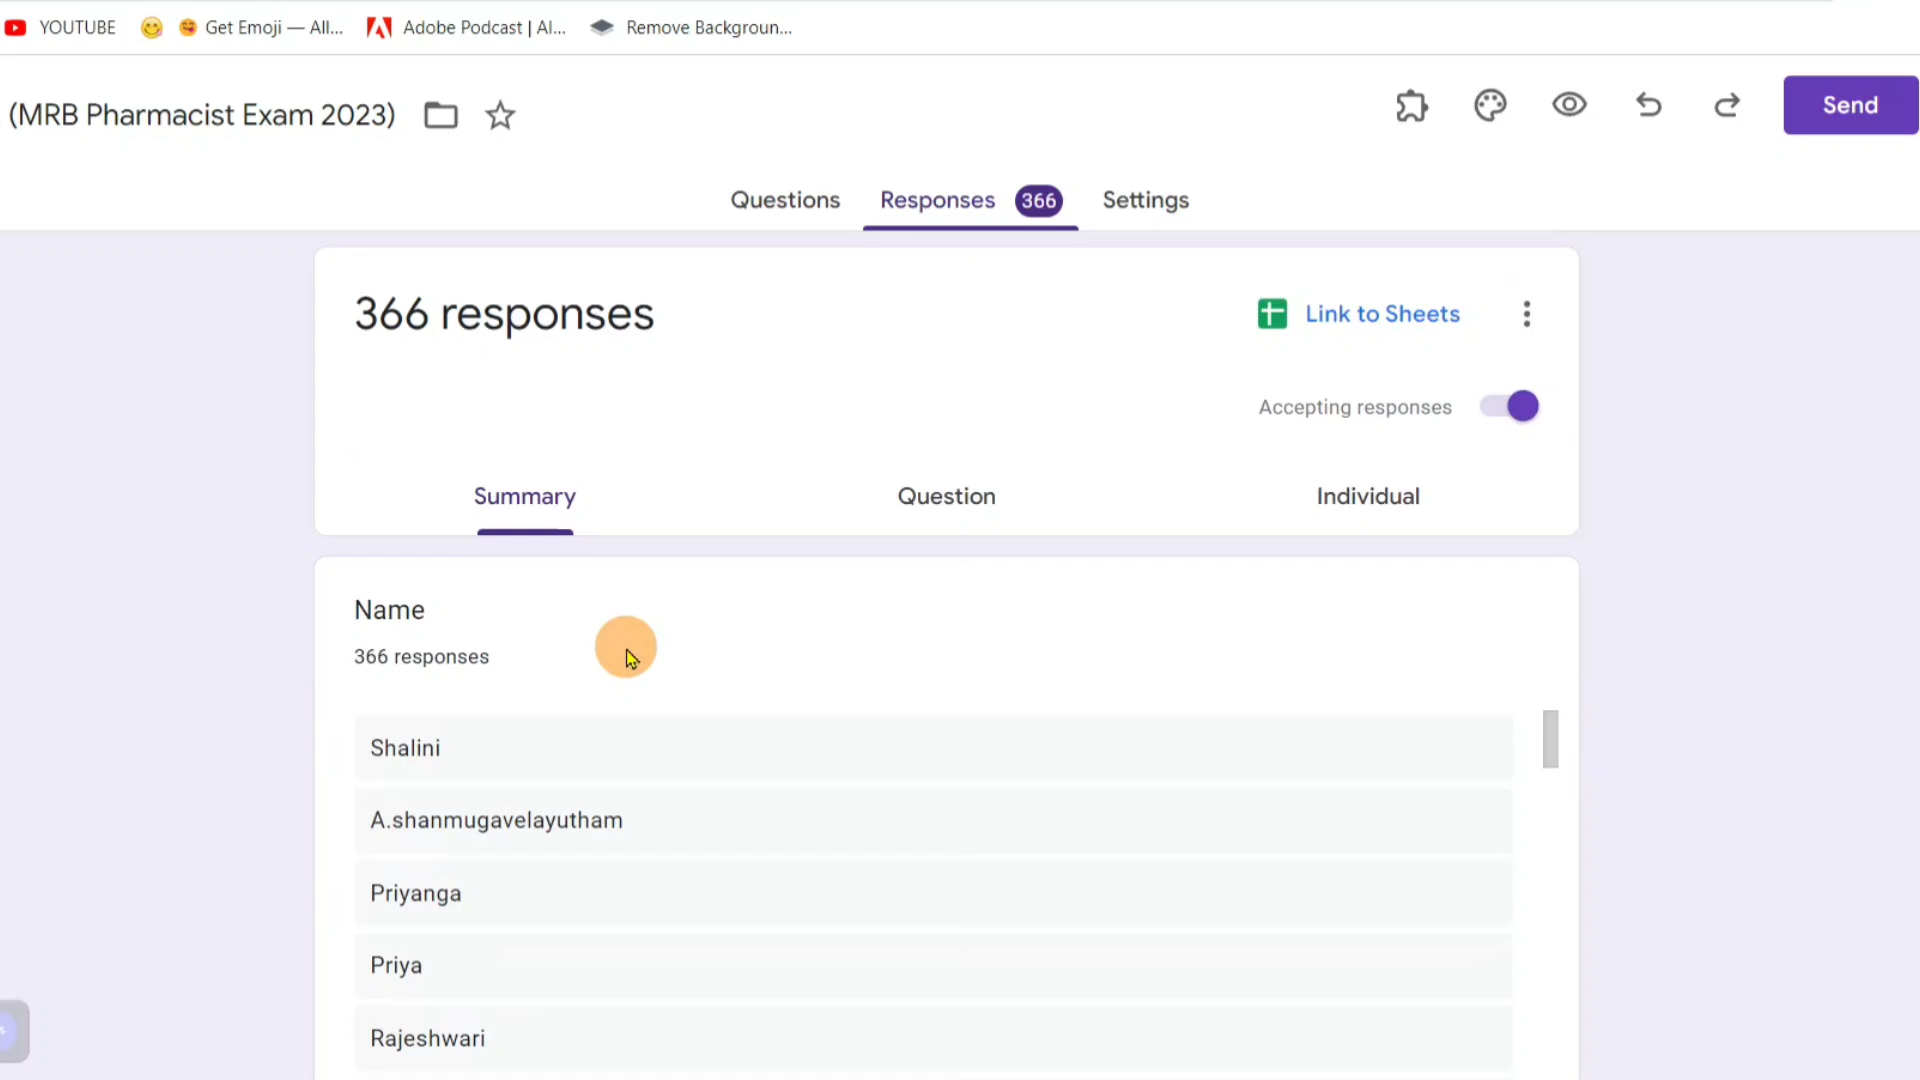 YOUTUBE
Get Emoji — All...
Adobe Podcast | AI...
Remove Backgroun...
(MRB Pharmacist Exam 2023)
Send
Questions
Responses 366
Settings
366 responses
Link to Sheets
Accepting responses
Summary
Question
Individual
Name
366 responses
Shalini
A.shanmugavelayutham
Priyanga
Priya
Rajeshwari